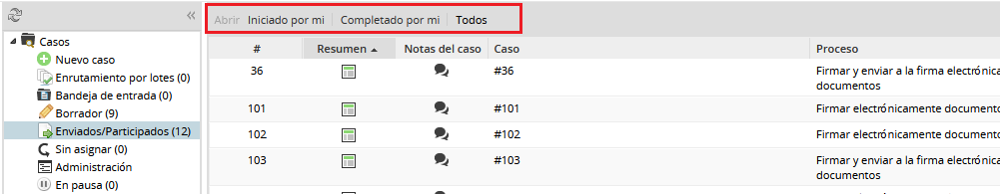 Abrir Iniciado por mi Completado por mi Todos
Casos
Nuevo caso
Enrutamiento por lotes (0)
Bandeja de entrada (0)
Borrador (9)
Enviados/Participados (12)
Sin asignar (0)
Administración
En pausa (0)
# Resumen Notas del caso Caso Proceso
36 #36 Firmar y enviar a la firma electrónica
documentos
101 #101 Firmar electrónicamente documento
102 #102 Firmar electrónicamente documento
103 #103 Firmar y enviar a la firma electrónica
documentos